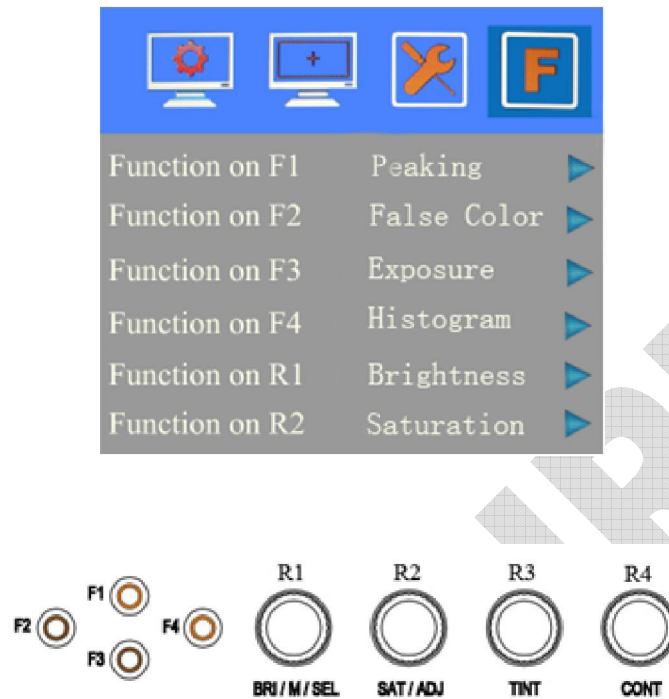 F
Function on F1 Peaking
Function on F2 False Color
Function on F3 Exposure
Function on F4 Histogram
Function on R1 Brightness
Function on R2 Saturation
R1 R2 R3 R4
F1
F2 F4
F3
BRI / M / SEL SAT / ADJ TINT CONT